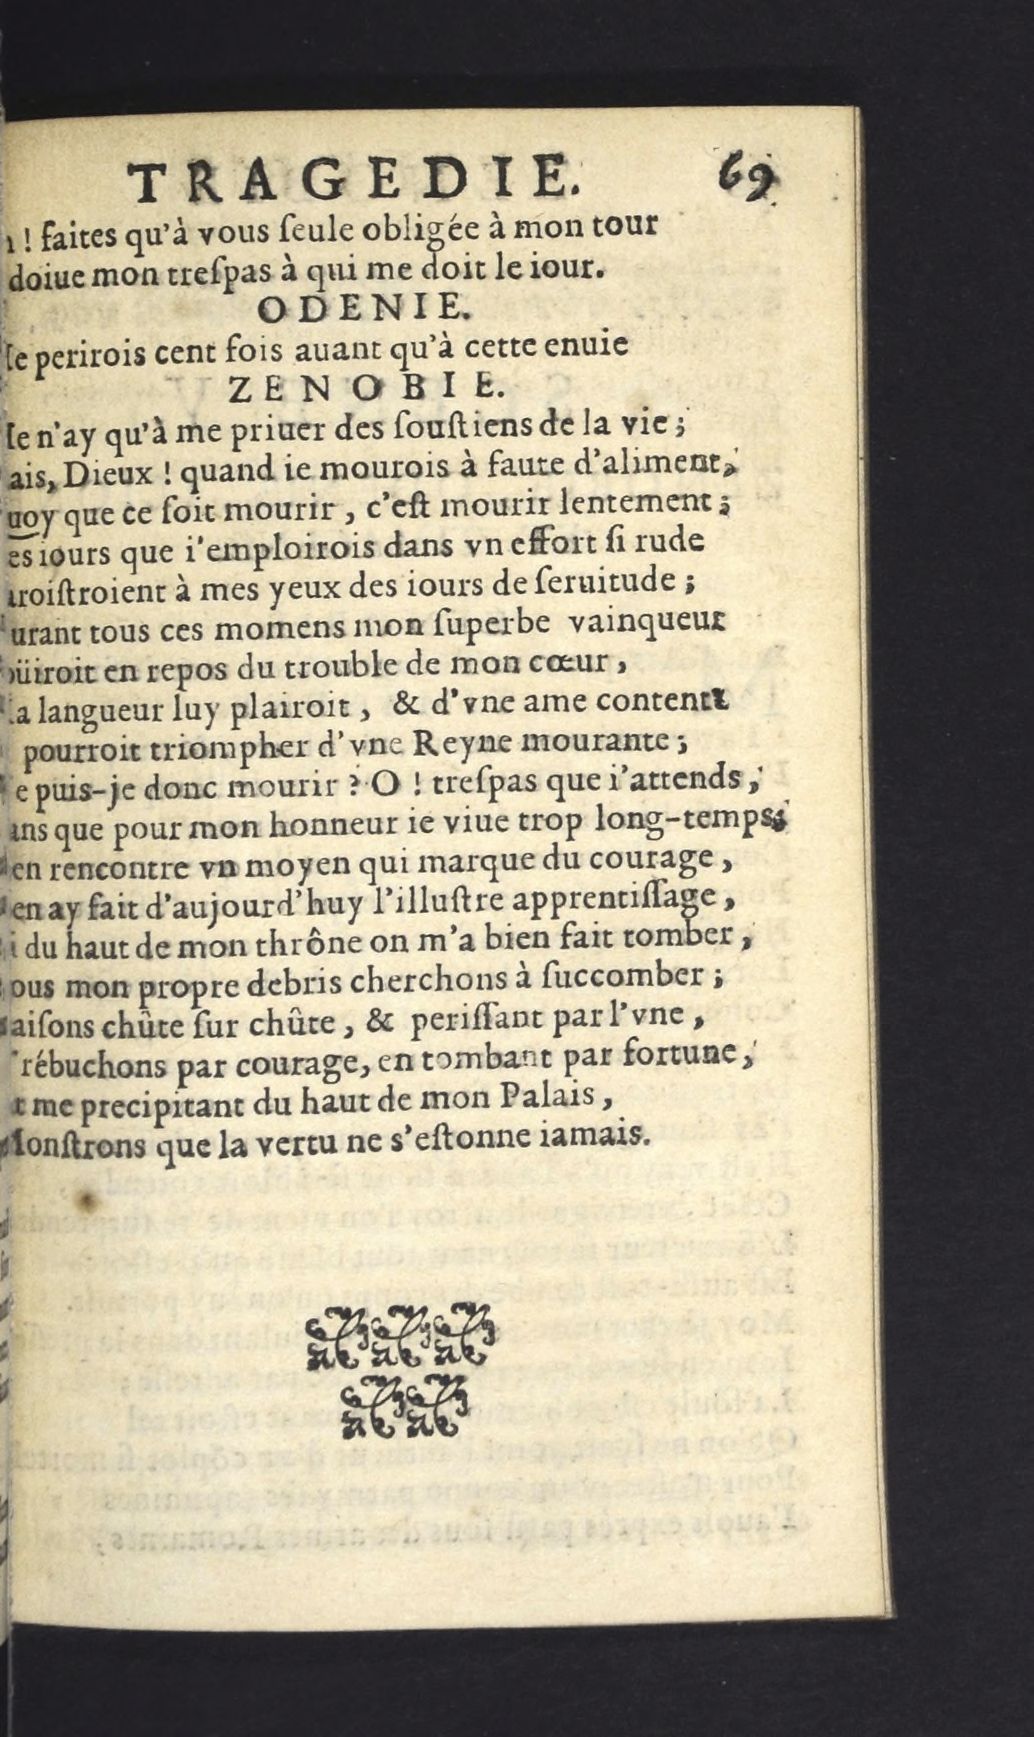 TRAGEDIE. 69
! faites qu'à vous ſeule obligée à mon tour
doiue mon treſpas à qui me doit le iour.
ODENIE.
Ie perirois cent fois auant qu'à cette enuie
ZENOBIE.
Ie n'ay qu'à me priuer des ſouſtiens de la vie;
ais, Dieux ! quand ie mourois à faute d'aliment,
uoy que ce ſoit mourir, c'eſt mourir lentement;
es iours que i'emploirois dans vn effort ſi rude
roiſtroient à mes yeux des iours de ſeruitude;
urant tous ces momens mon ſuperbe vainqueur
oüiroit en repos du trouble de mon cœur,
a langueur luy plairoit, & d'vne ame contente
pourroit triompher d'vne Reyne mourante;
e puis-je donc mourir ? O ! treſpas que i'attends,
ans que pour mon honneur ie viue trop long-temps;
en rencontre vn moyen qui marque du courage,
en ay fait d'aujourd'huy l'illuſtre apprentiſſage,
i du haut de mon thrône on m'a bien fait tomber,
ous mon propre debris cherchons à ſuccomber;
aiſons chûte ſur chûte, & periſſant par l'vne,
rébuchons par courage, en tombant par fortune,
t me precipitant du haut de mon Palais,
Monſtrons que la vertu ne s'eſtonne iamais.